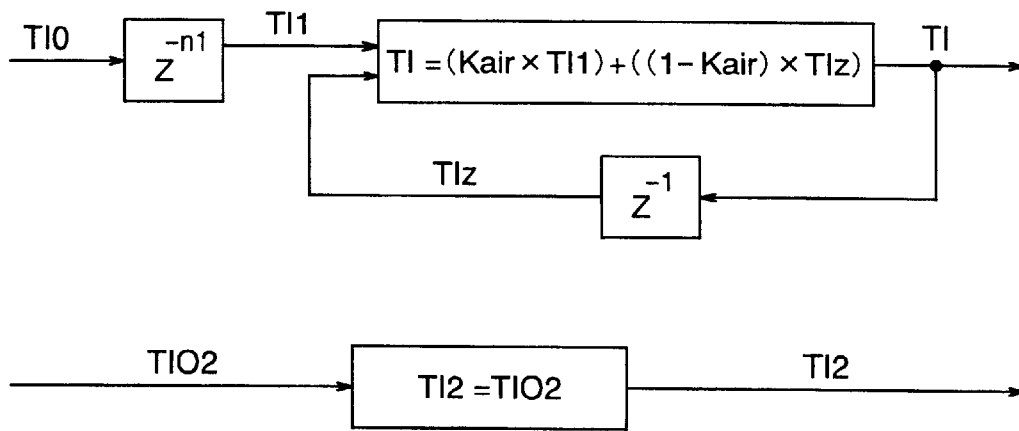 TI0
z^-n1
TI1
TI =(Kair × TI1)+((1-Kair) × TIz)
TI
TIz
z^-1
TIO2
TI2 =TIO2
TI2